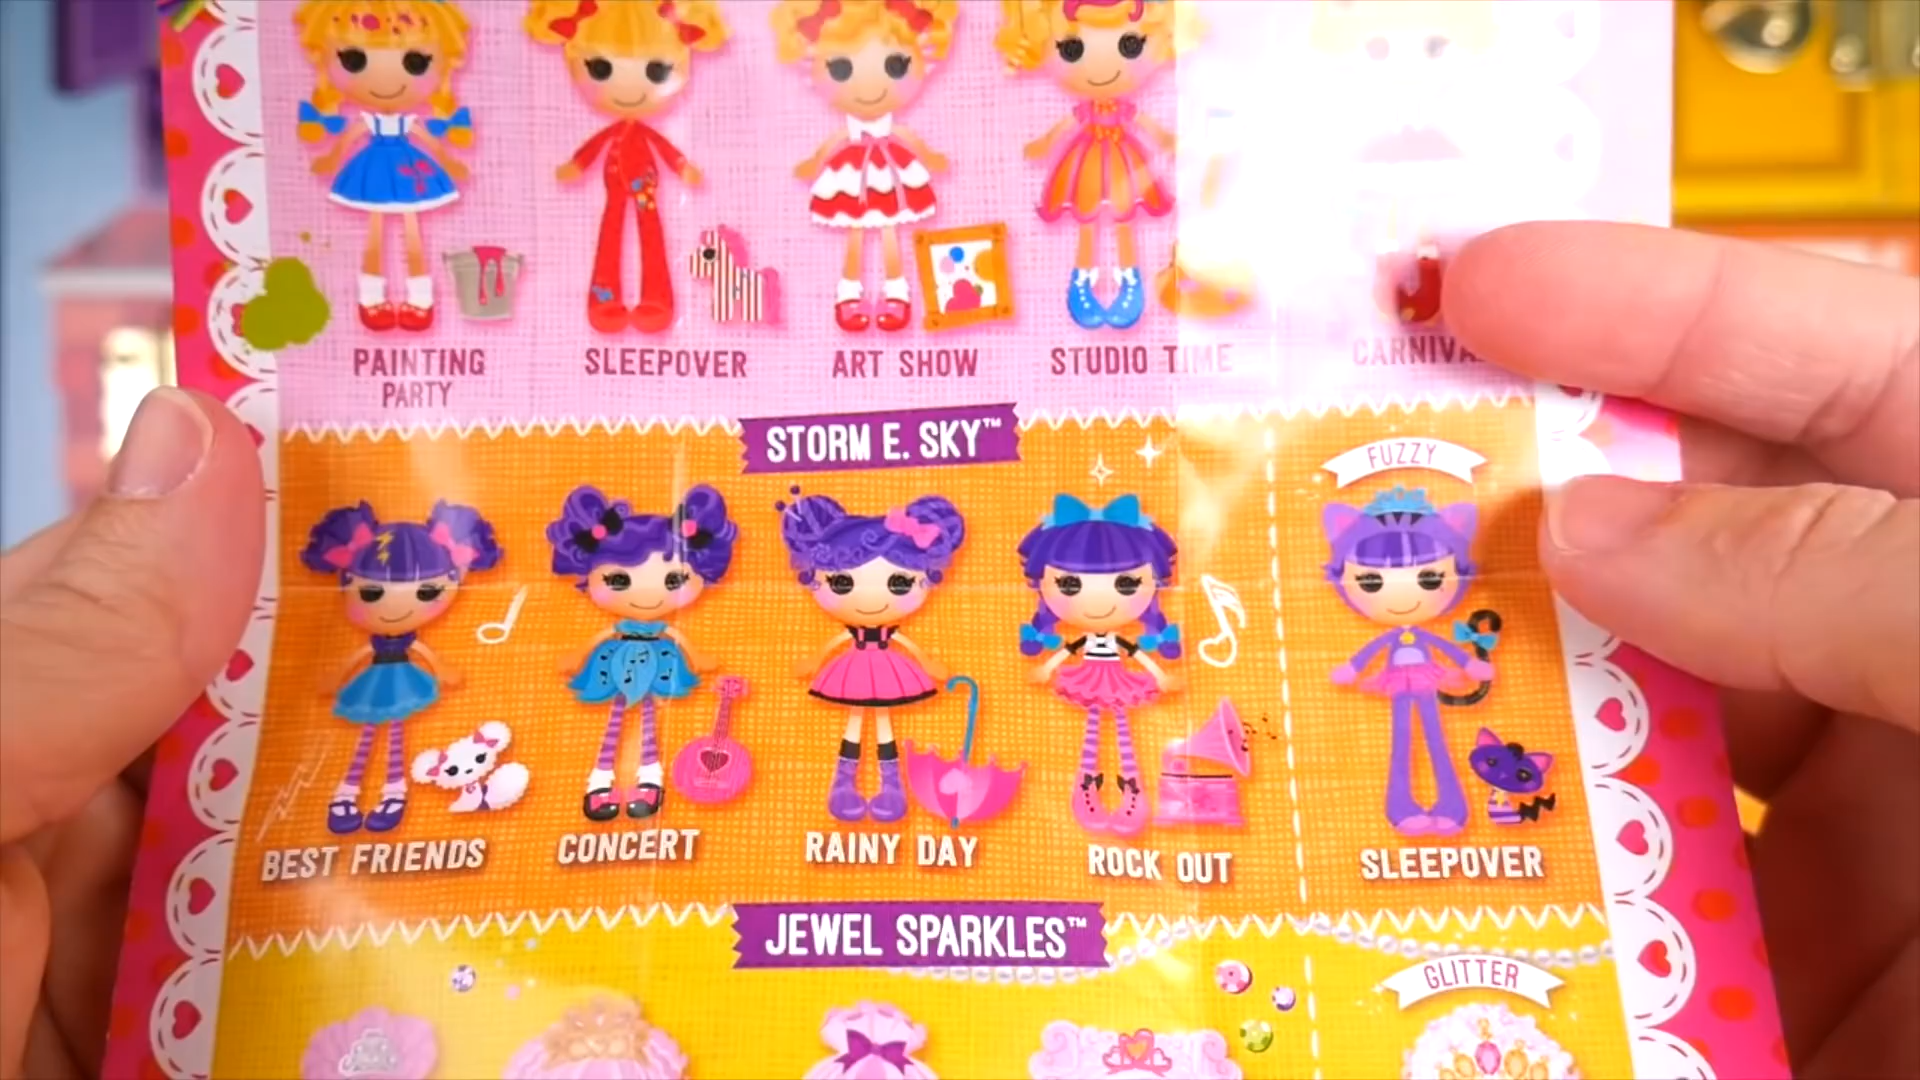 PAINTING
PARTY
SLEEPOVER
ART SHOW
STUDIO TIME
STORM E. SKY™
FUZZY
BEST FRIENDS
CONCERT
RAINY DAY
ROCK OUT
SLEEPOVER
JEWEL SPARKLES™
GLITTER